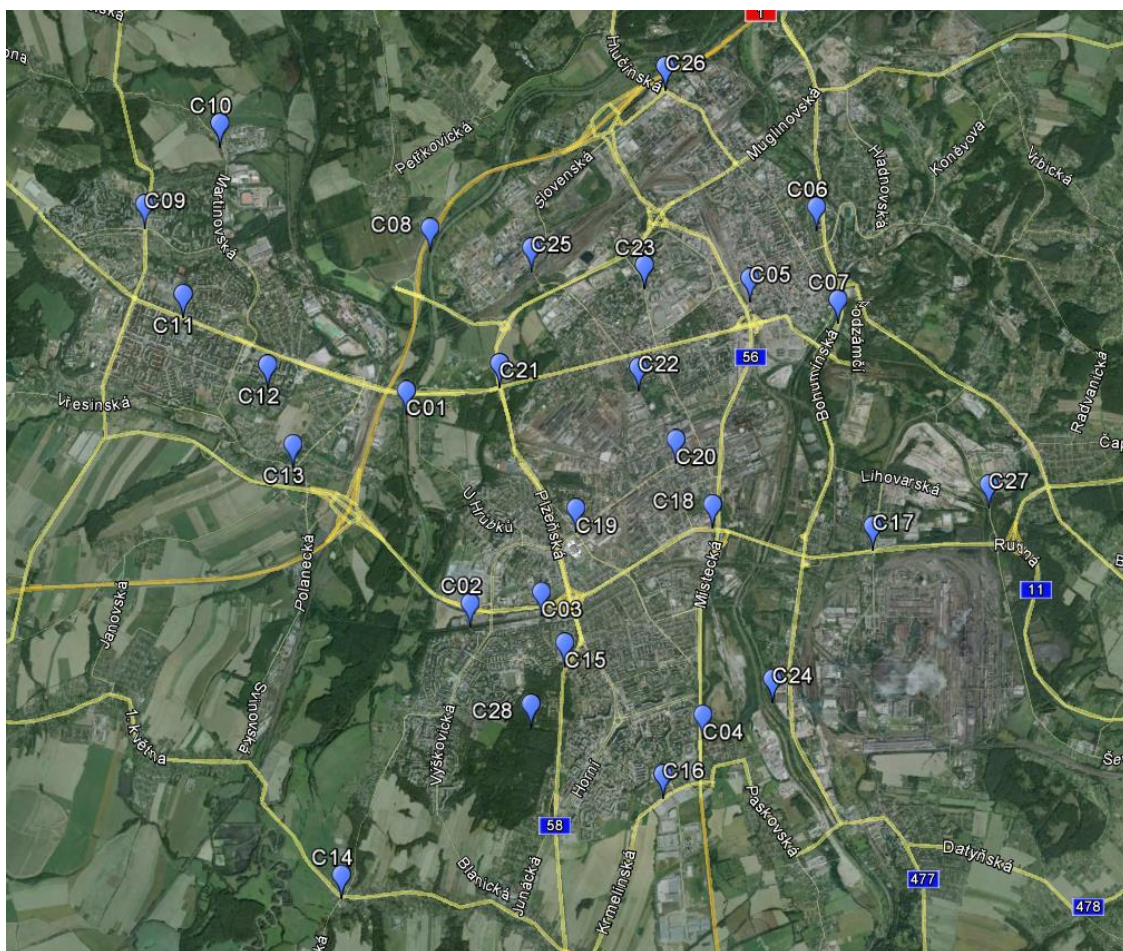 1
C26
Hlučínská
C10
Muglinovská
Petřkovická
Koněvova
Hladnovská
Vrbická
Slovenská
Martinovská
C09
C06
C08
C25
C23
C05
C07
C11
Podzámčí
Bohumínská
56
Radvanická
C21
C22
C12
C01
Vřesinská
C20
C13
Lihovarská
C27
U Hrubků
Plzeňská
C18
C19
C17
Rudná
Polanecká
Místecká
C02
C03
11
Janovská
C15
Svinovská
C24
C28
Výškovická
C04
1. května
Horní
C16
Paskovská
58
Datyňská
C14
Blanická
Junácká
Krmelínská
477
478